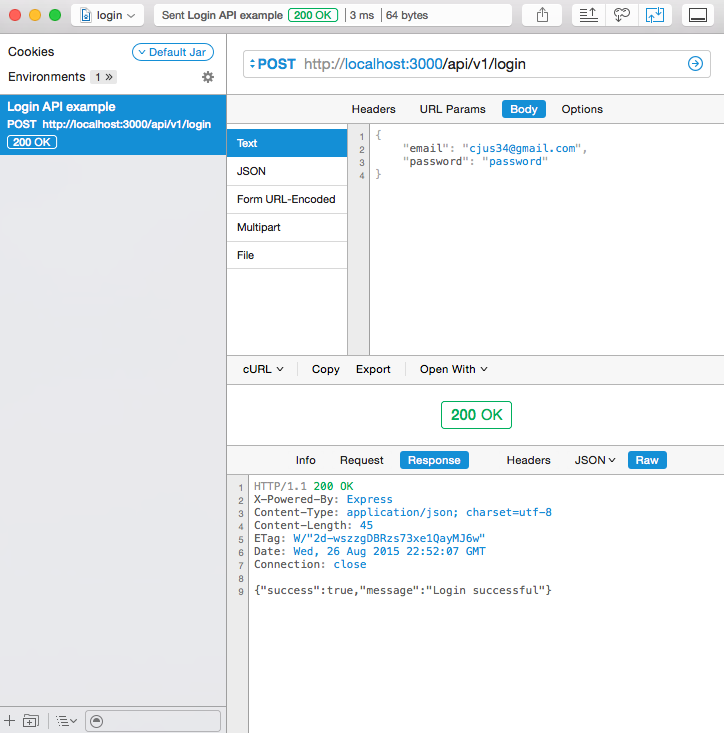 login
Sent Login API example 200 OK 3 ms 64 bytes
Cookies
Default Jar
Environments 1 »
Login API example
POST http://localhost:3000/api/v1/login
200 OK
POST http://localhost:3000/api/v1/login
Headers URL Params Body Options
Text
JSON
Form URL-Encoded
Multipart
File
1 {
2 "email": "cjus34@gmail.com",
3 "password": "password"
4 }
cURL Copy Export Open With
200 OK
Info Request Response Headers JSON Raw
1 HTTP/1.1 200 OK
2 X-Powered-By: Express
3 Content-Type: application/json; charset=utf-8
4 Content-Length: 45
5 ETag: W/"2d-wszzgDBRzs73xe1QayMJ6w"
6 Date: Wed, 26 Aug 2015 22:52:07 GMT
7 Connection: close
8
9 {"success":true,"message":"Login successful"}